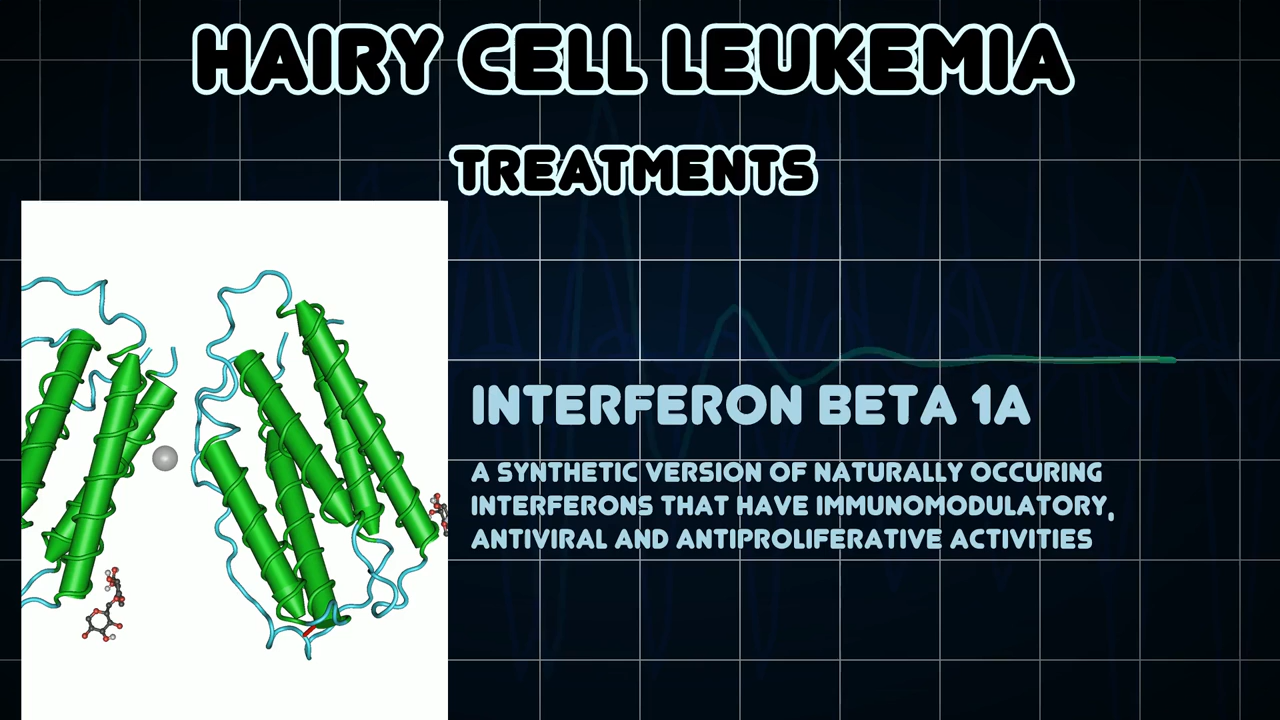 HAIRY CELL LEUKEMIA
TREATMENTS
INTERFERON BETA 1A
A SYNTHETIC VERSION OF NATURALLY OCCURING
INTERFERONS THAT HAVE IMMUNOMODULATORY,
ANTIVIRAL AND ANTIPROLIFERATIVE ACTIVITIES